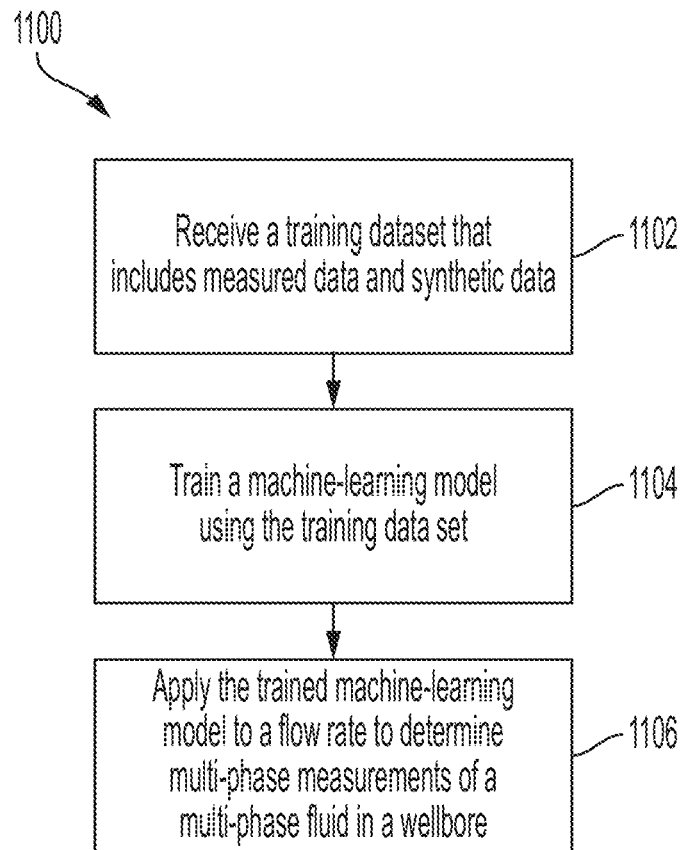 1100
Receive a training dataset that
includes measured data and synthetic data
1102
Train a machine-learning model
using the training data set
1104
Apply the trained machine-learning
model to a flow rate to determine
multi-phase measurements of a
multi-phase fluid in a wellbore
1106